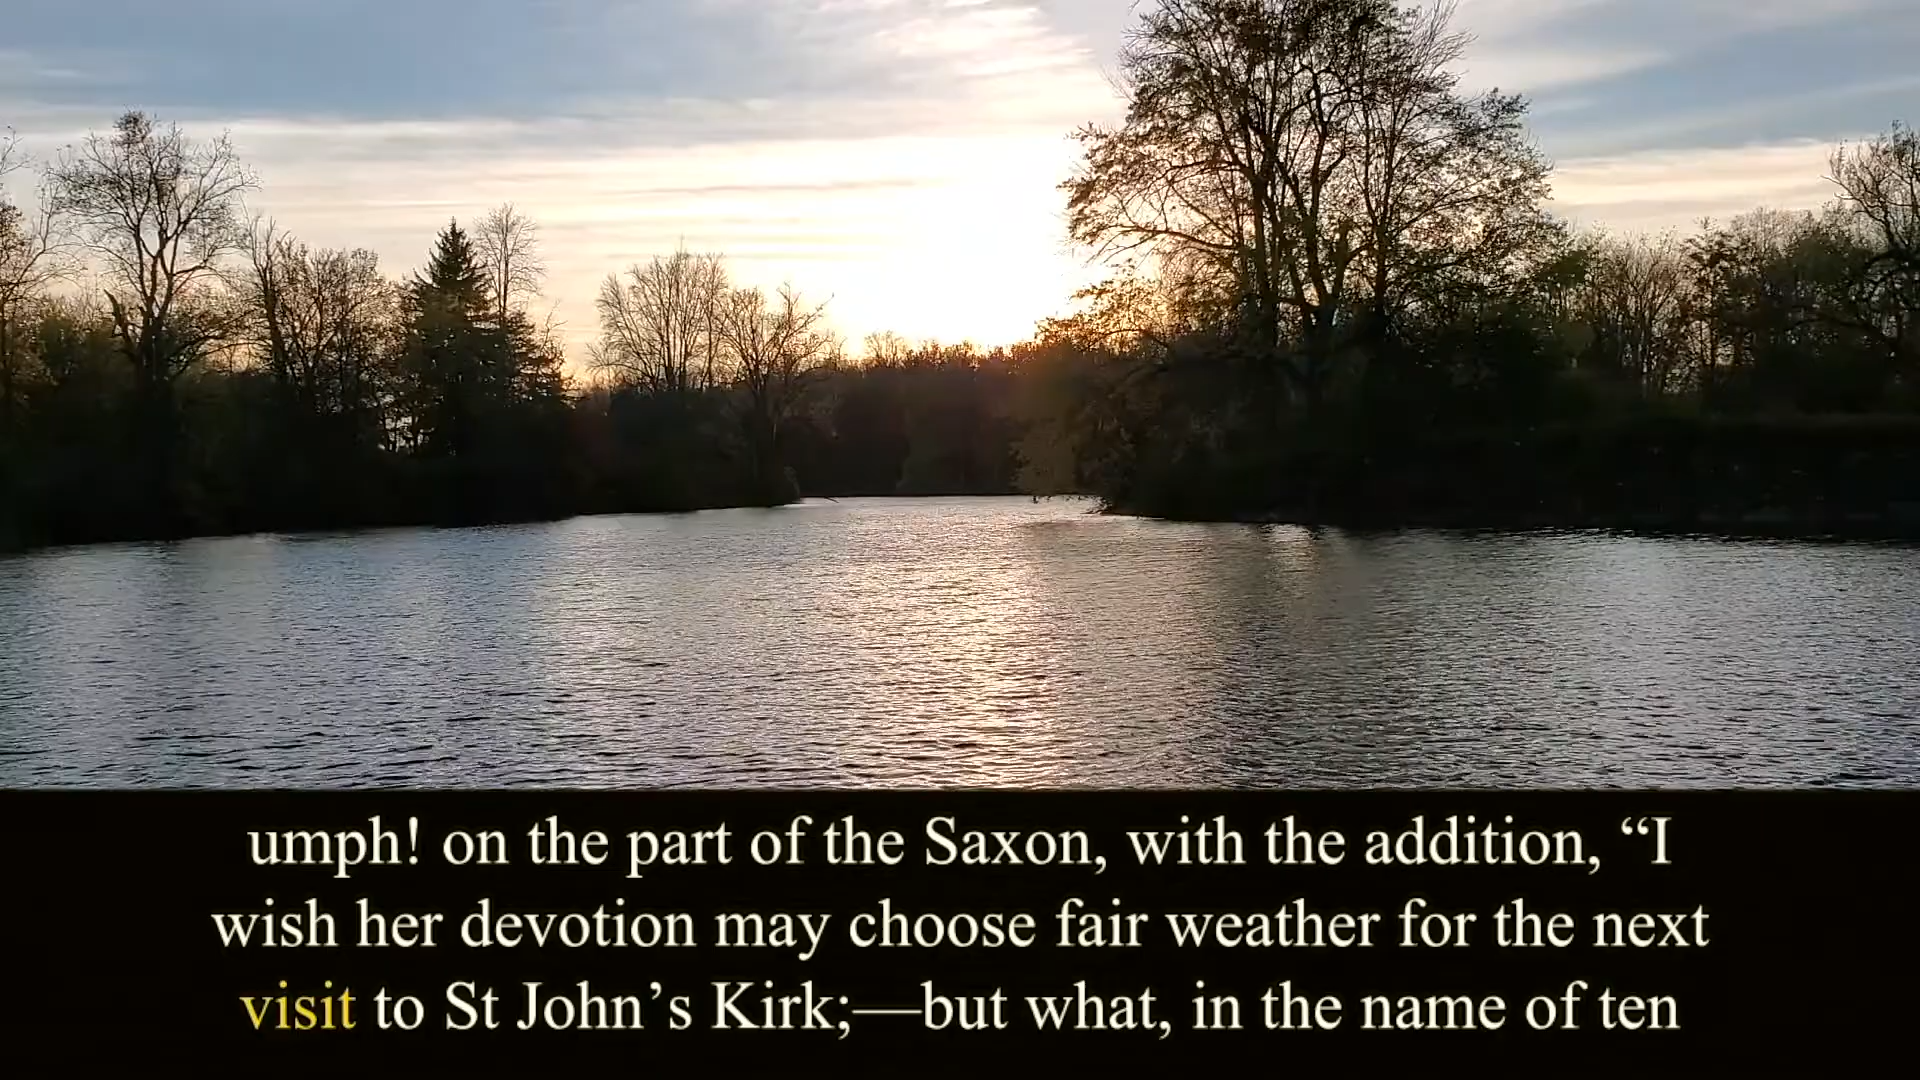 umph! on the part of the Saxon, with the addition, “I
wish her devotion may choose fair weather for the next
visit to St John’s Kirk;—but what, in the name of ten